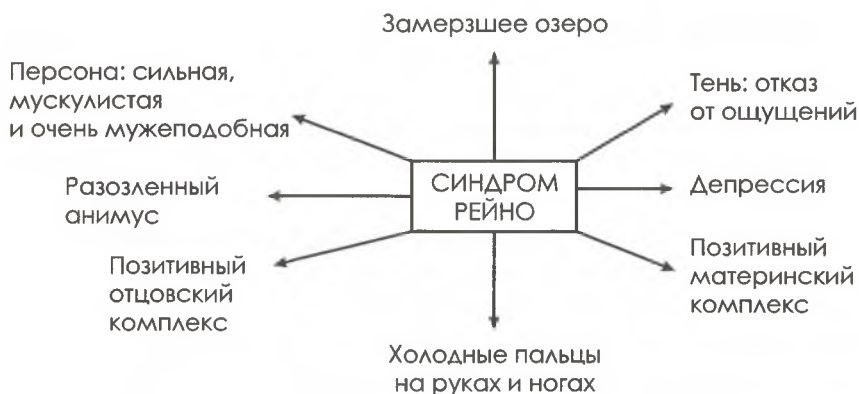 Замерзшее озеро
Персона: сильная,
мускулистая
и очень мужеподобная
Тень: отказ
от ощущений
СИНДРОМ
РЕЙНО
Разозленный
анимус
Депрессия
Позитивный
отцовский
комплекс
Позитивный
материнский
комплекс
Холодные пальцы
на руках и ногах